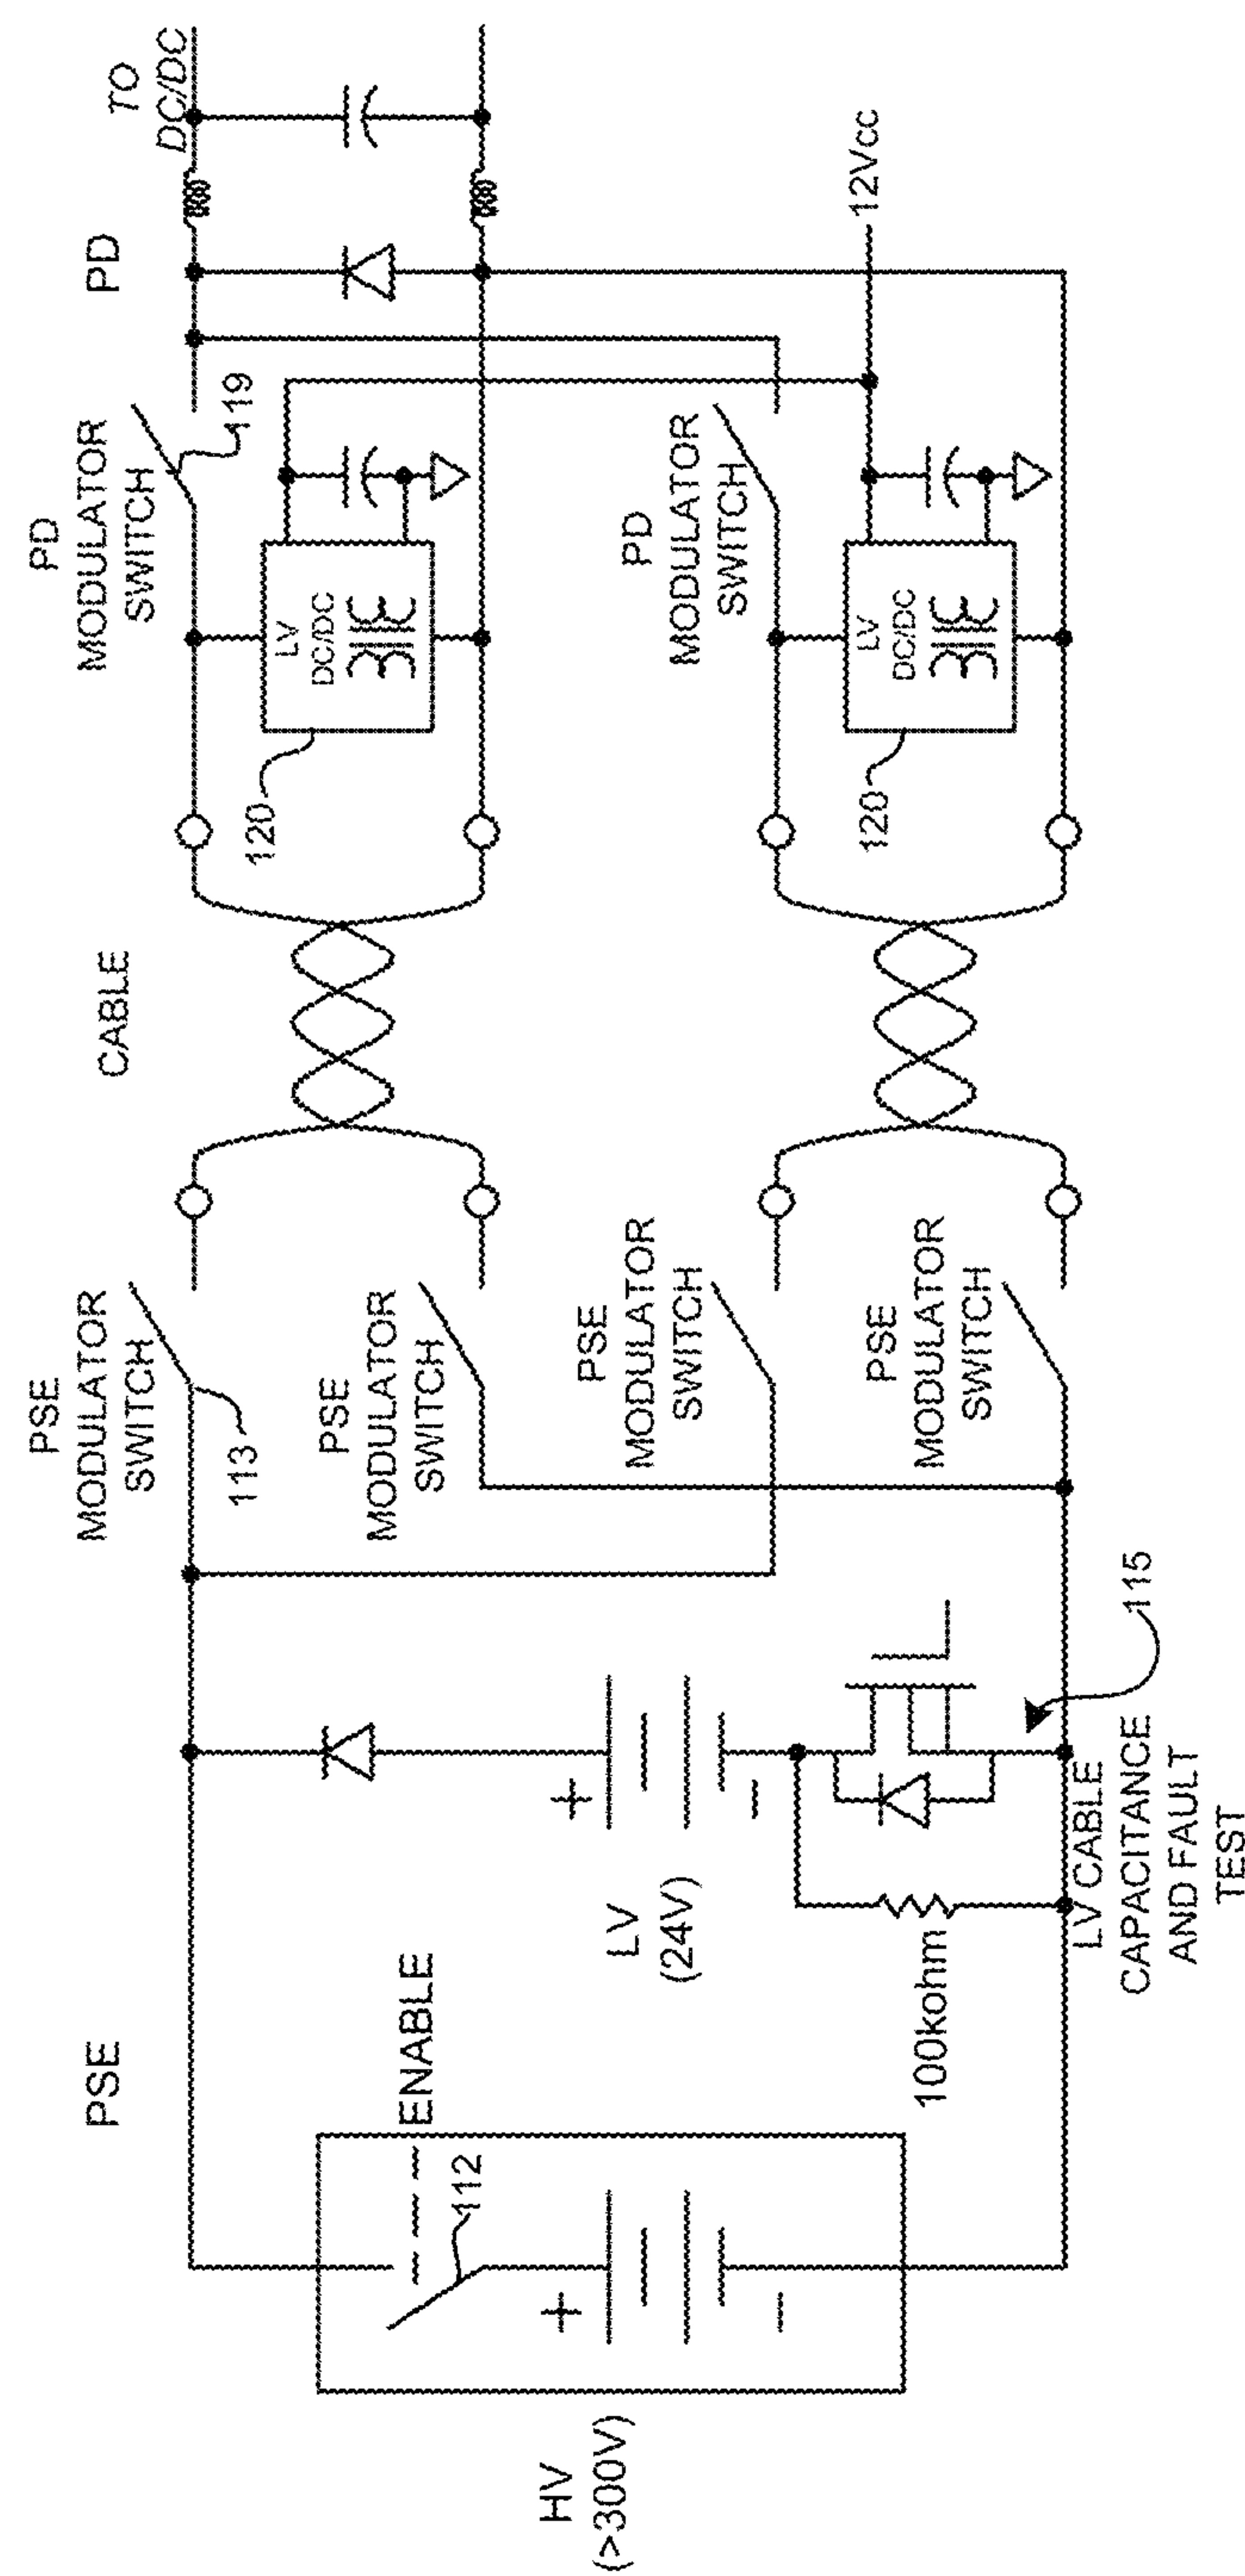 PSE
HV
(>300V)
ENABLE
112
+
−
LV
(24V)
+
−
100kohm
LV CABLE
CAPACITANCE
AND FAULT
TEST
115
PSE
MODULATOR
SWITCH
113
PSE
MODULATOR
SWITCH
PSE
MODULATOR
SWITCH
PSE
MODULATOR
SWITCH
CABLE
PD
MODULATOR
SWITCH
119
LV
DC/DC
120
PD
MODULATOR
SWITCH
LV
DC/DC
120
PD
TO
DC/DC
12Vcc